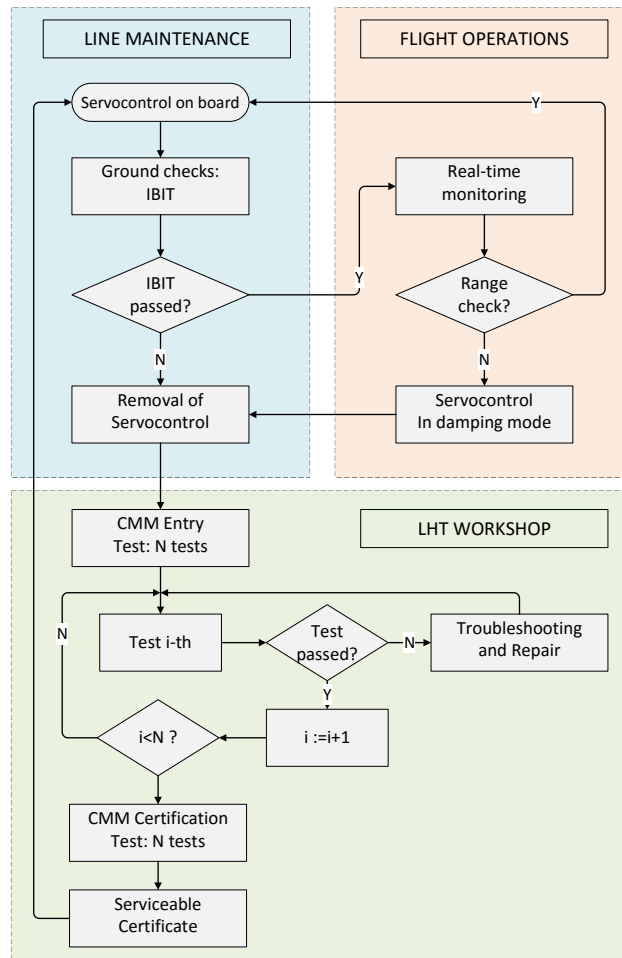 LINE MAINTENANCE
FLIGHT OPERATIONS
Servocontrol on board
Y
Ground checks:
IBIT
Real-time
monitoring
Y
IBIT
passed?
Range
check?
N
N
Removal of
Servocontrol
Servocontrol
In damping mode
CMM Entry
Test: N tests
LHT WORKSHOP
N
Test i-th
Test
passed?
N
Troubleshooting
and Repair
Y
i<N ?
i :=i+1
CMM Certification
Test: N tests
Serviceable
Certificate